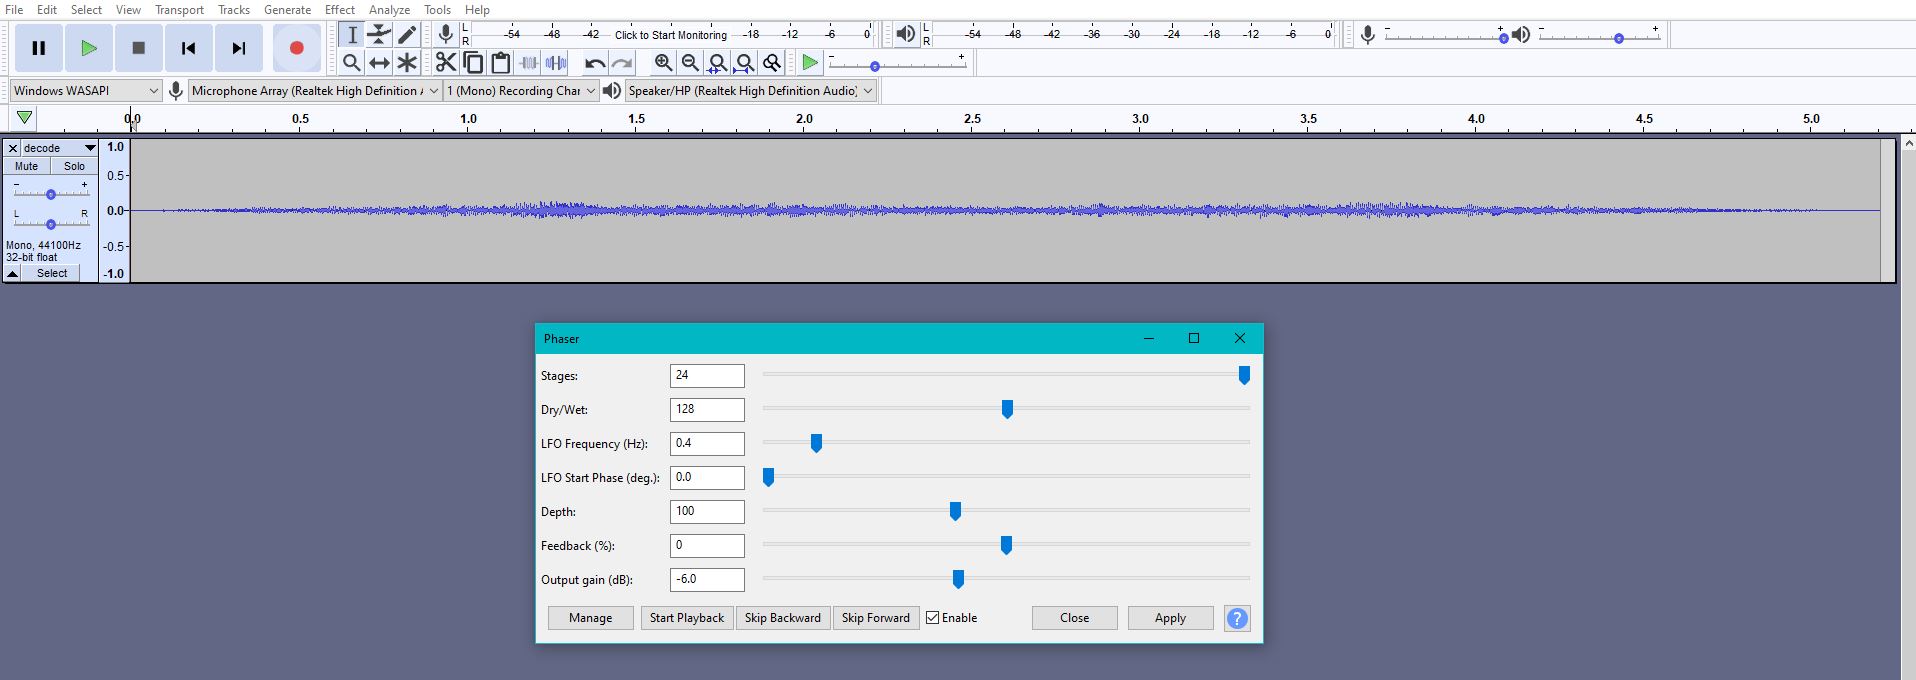 File Edit Select View Transport Tracks Generate Effect Analyze Tools Help
L R -54 -48 -42 Click to Start Monitoring -18 -12 -6 0
L R -54 -48 -42 -36 -30 -24 -18 -12 -6 0
- +
- +
- +
Windows WASAPI Microphone Array (Realtek High Definition A 1 (Mono) Recording Char Speaker/HP (Realtek High Definition Audio)
0.0 0.5 1.0 1.5 2.0 2.5 3.0 3.5 4.0 4.5 5.0
decode
Mute Solo
- +
L R
Mono, 44100Hz
32-bit float
Select
1.0
0.5
0.0
-0.5
-1.0
Phaser
Stages: 24
Dry/Wet: 128
LFO Frequency (Hz): 0.4
LFO Start Phase (deg.): 0.0
Depth: 100
Feedback (%): 0
Output gain (dB): -6.0
Manage Start Playback Skip Backward Skip Forward Enable Close Apply ?